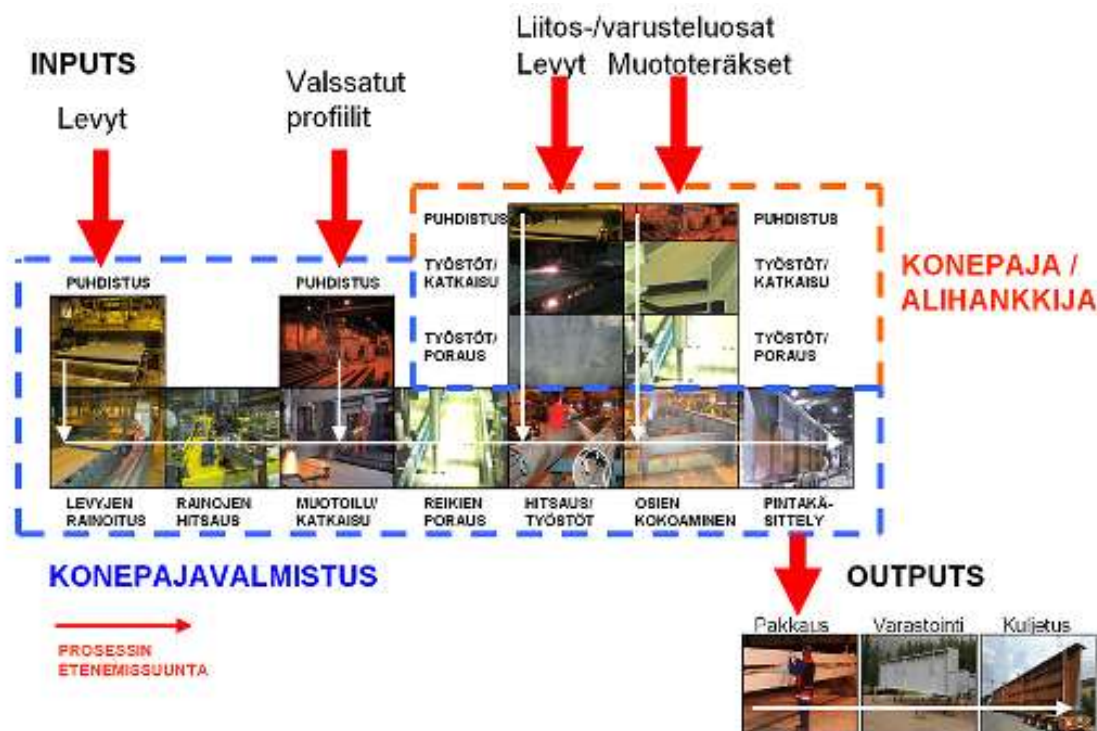 INPUTS
Levyt
Valssatut
profiilit
Liitos-/varusteluosat
Levyt Muototeräkset
PUHDISTUS
PUHDISTUS
TYÖSTÖT/
KATKAISU
TYÖSTÖT/
KATKAISU
TYÖSTÖT/
PORAUS
TYÖSTÖT/
PORAUS
KONEPAJA /
ALIHANKKIJA
PUHDISTUS
PUHDISTUS
LEVYJEN
RAINOITUS
RAINOJEN
HITSAUS
MUOTOILU/
KATKAISU
REIKIEN
PORAUS
HITSAUS/
TYÖSTÖT
OSIEN
KOKOAMINEN
PINTAKÄ-
SITTELY
KONEPAJAVALMISTUS
PROSESSIN
ETENEMISSUUNTA
OUTPUTS
Pakkaus
Varastointi
Kuljetus